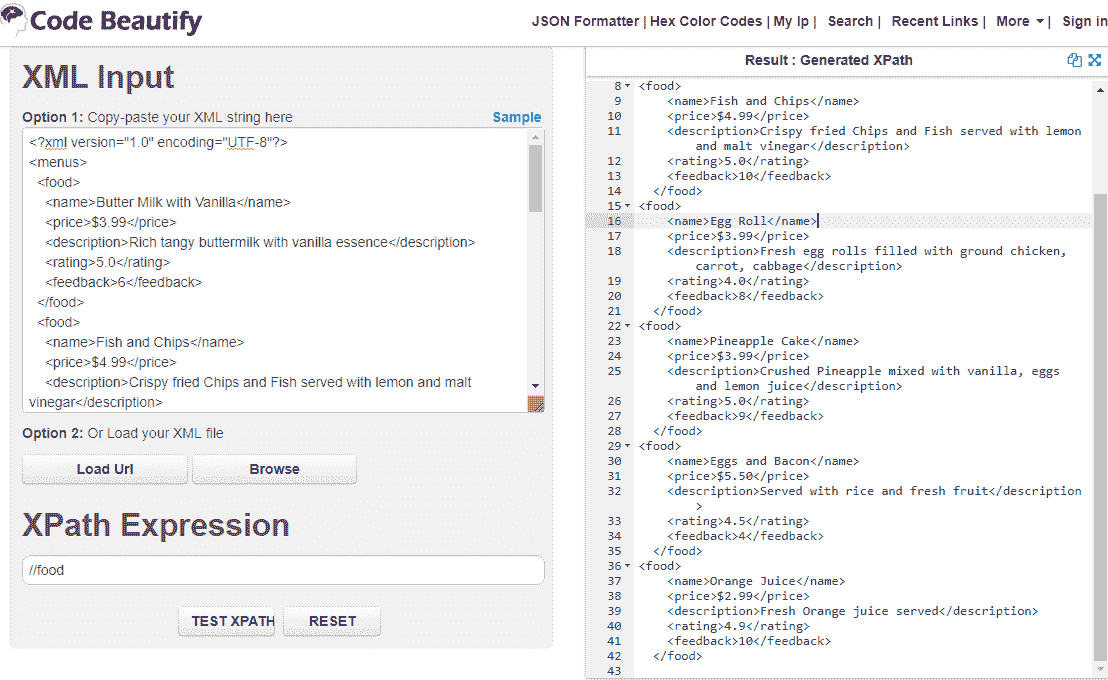 Code Beautify
JSON Formatter | Hex Color Codes | My Ip | Search | Recent Links | More | Sign in
XML Input
Option 1: Copy-paste your XML string here Sample
<?xml version="1.0" encoding="UTF-8"?>
<menus>
<food>
<name>Butter Milk with Vanilla</name>
<price>$3.99</price>
<description>Rich tangy buttermilk with vanilla essence</description>
<rating>5.0</rating>
<feedback>6</feedback>
</food>
<food>
<name>Fish and Chips</name>
<price>$4.99</price>
<description>Crispy fried Chips and Fish served with lemon and malt
vinegar</description>
Option 2: Or Load your XML file
Load Url Browse
XPath Expression
//food
TEST XPATH RESET
Result : Generated XPath
8 <food>
9 <name>Fish and Chips</name>
10 <price>$4.99</price>
11 <description>Crispy fried Chips and Fish served with lemon
and malt vinegar</description>
12 <rating>5.0</rating>
13 <feedback>10</feedback>
14 </food>
15 <food>
16 <name>Egg Roll</name>
17 <price>$3.99</price>
18 <description>Fresh egg rolls filled with ground chicken,
carrot, cabbage</description>
19 <rating>4.0</rating>
20 <feedback>8</feedback>
21 </food>
22 <food>
23 <name>Pineapple Cake</name>
24 <price>$3.99</price>
25 <description>Crushed Pineapple mixed with vanilla, eggs
and lemon juice</description>
26 <rating>5.0</rating>
27 <feedback>9</feedback>
28 </food>
29 <food>
30 <name>Eggs and Bacon</name>
31 <price>$5.50</price>
32 <description>Served with rice and fresh fruit</description
>
33 <rating>4.5</rating>
34 <feedback>4</feedback>
35 </food>
36 <food>
37 <name>Orange Juice</name>
38 <price>$2.99</price>
39 <description>Fresh Orange juice served</description>
40 <rating>4.9</rating>
41 <feedback>10</feedback>
42 </food>
43